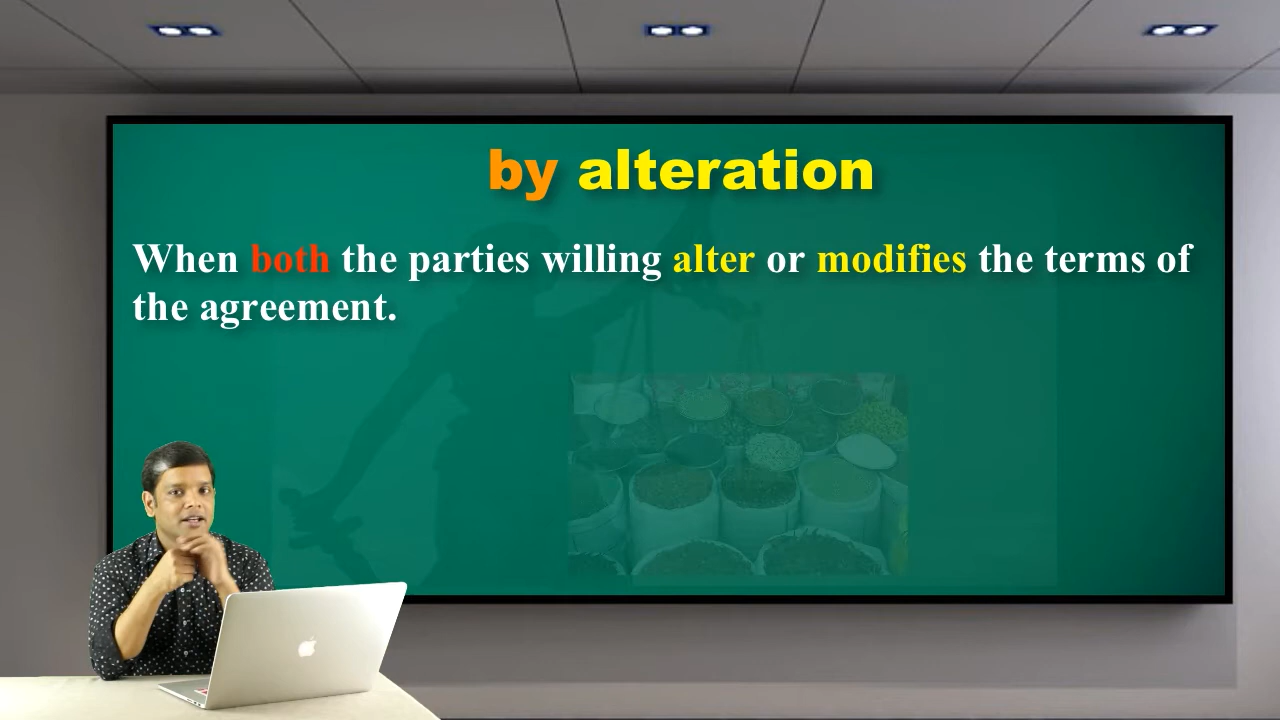 by alteration
When both the parties willing alter or modifies the terms of
the agreement.